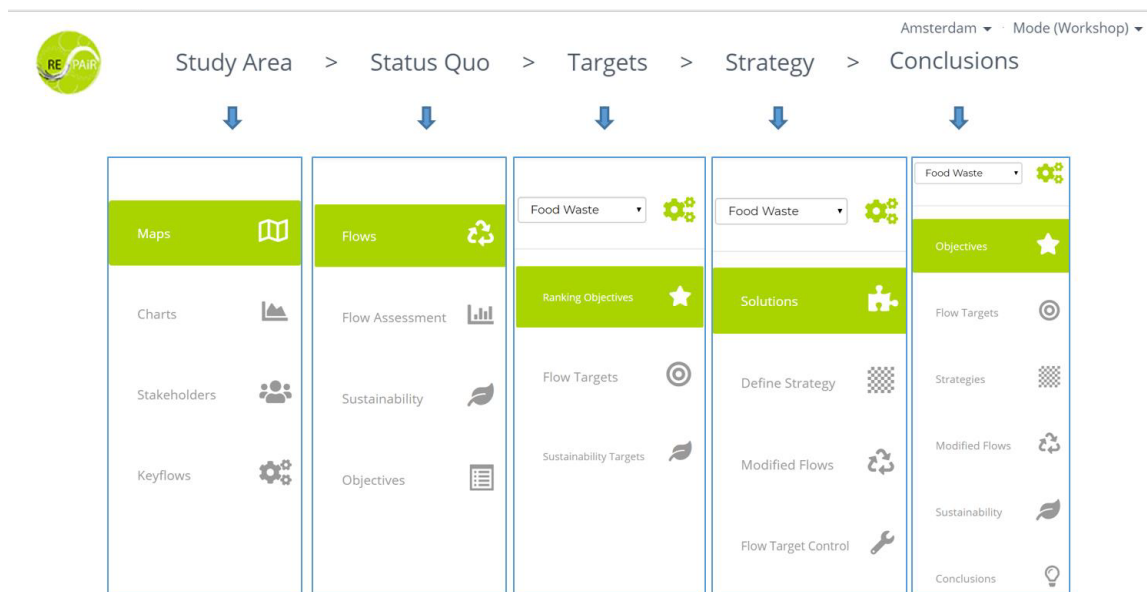 Amsterdam Mode (Workshop)
RE PAiR
Study Area > Status Quo > Targets > Strategy > Conclusions
Maps
Charts
Stakeholders
Keyflows
Flows
Flow Assessment
Sustainability
Objectives
Food Waste
Ranking Objectives
Flow Targets
Sustainability Targets
Food Waste
Solutions
Define Strategy
Modified Flows
Flow Target Control
Food Waste
Objectives
Flow Targets
Strategies
Modified Flows
Sustainability
Conclusions